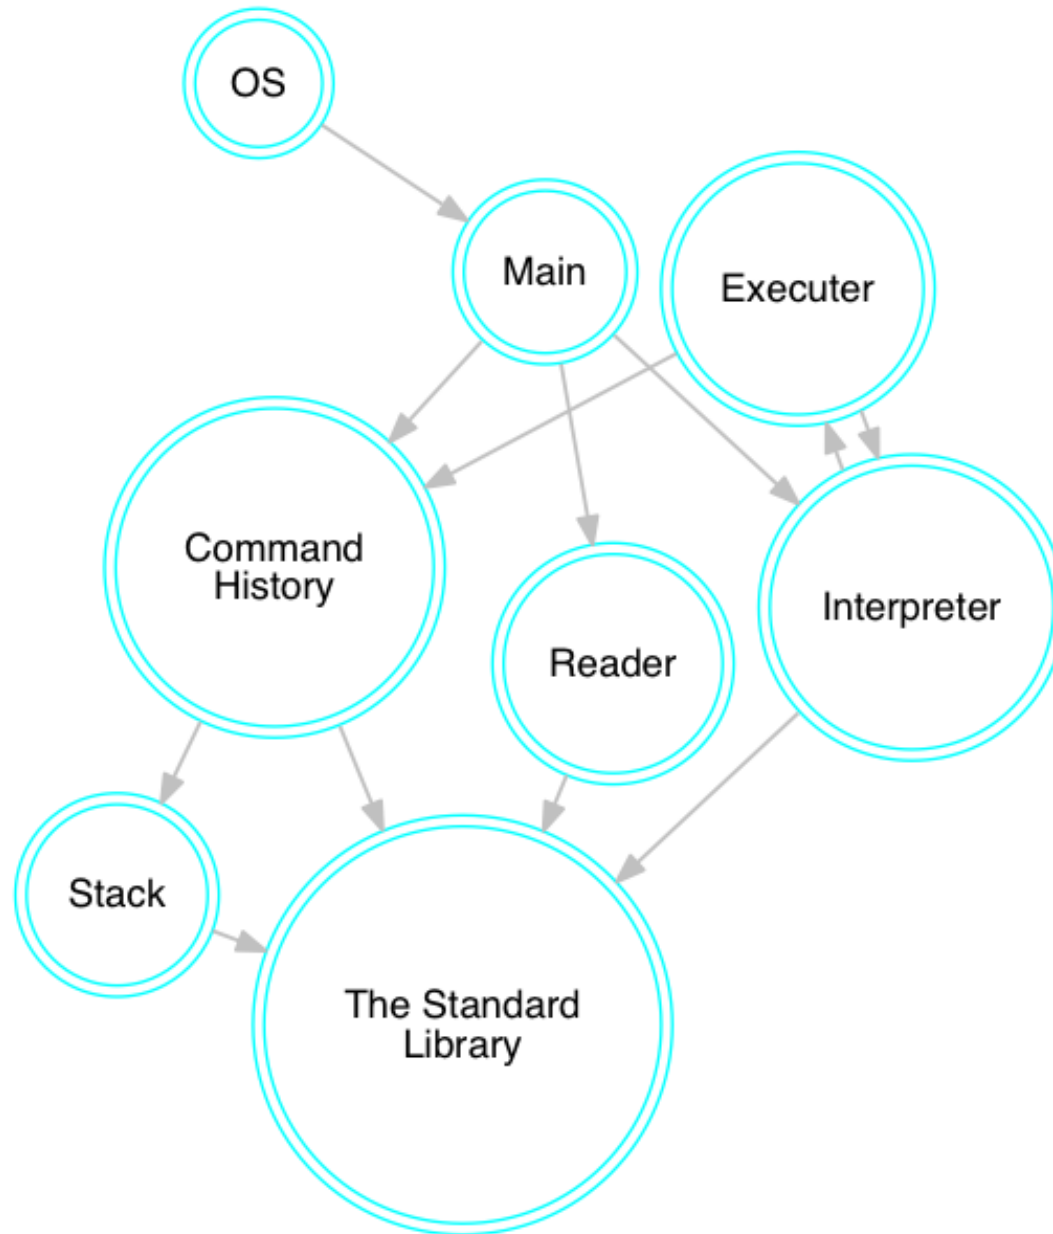 OS
Main
Executer
Command
History
Interpreter
Reader
Stack
The Standard
Library